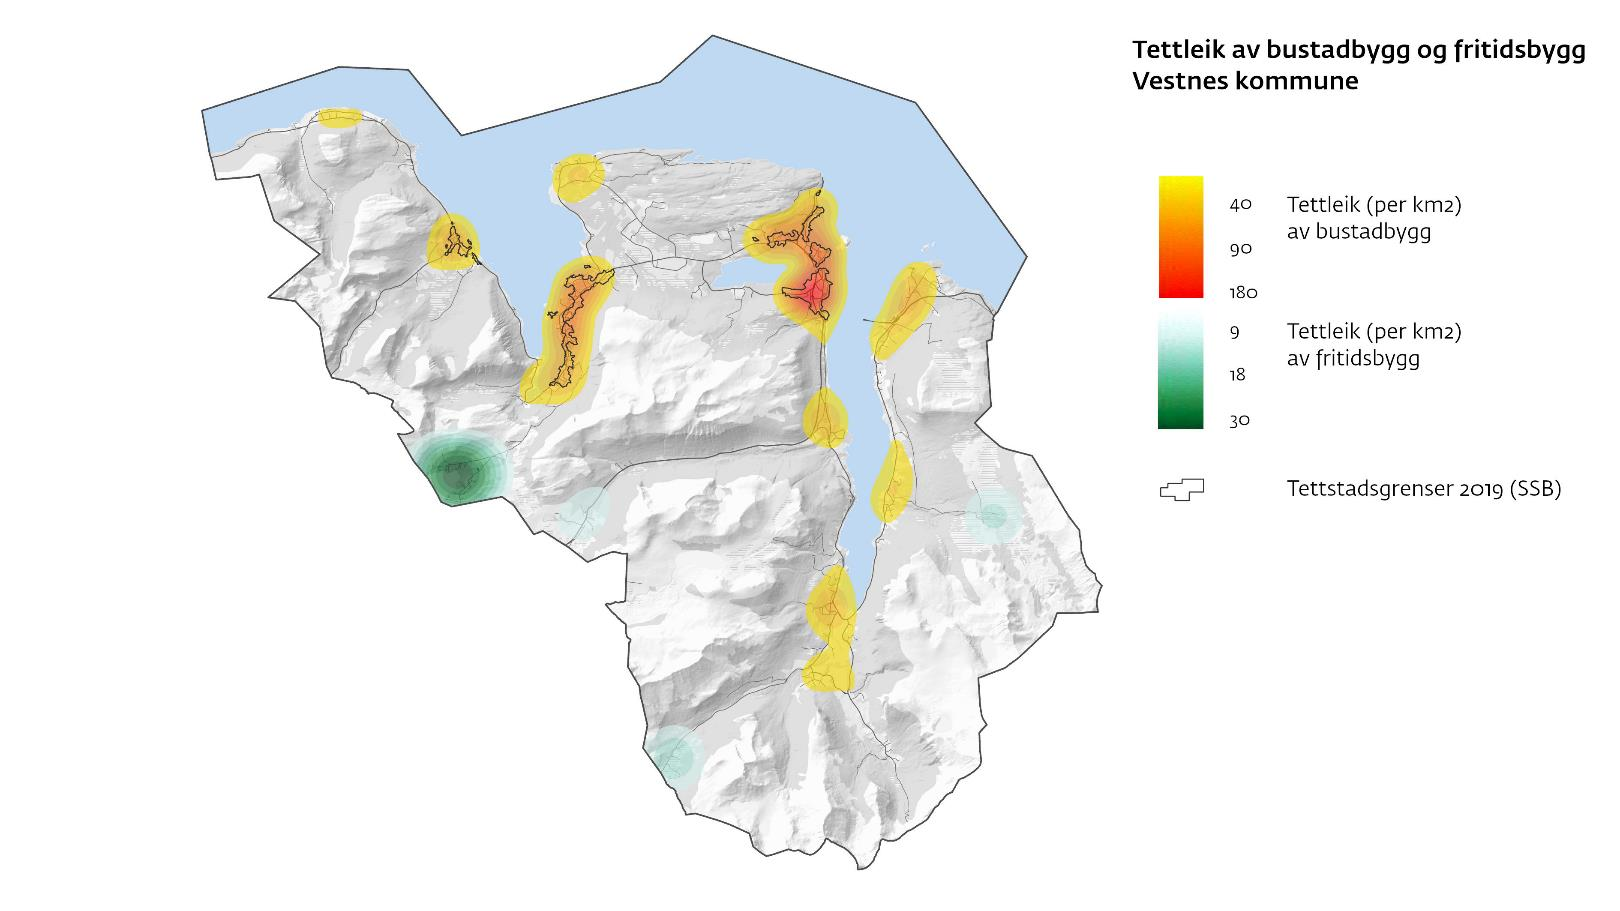 Tettleik av bustadbygg og fritidsbygg
Vestnes kommune
40
Tettleik (per km2)
av bustadbygg
90
180
9
Tettleik (per km2)
av fritidsbygg
18
30
Tettstadsgrenser 2019 (SSB)